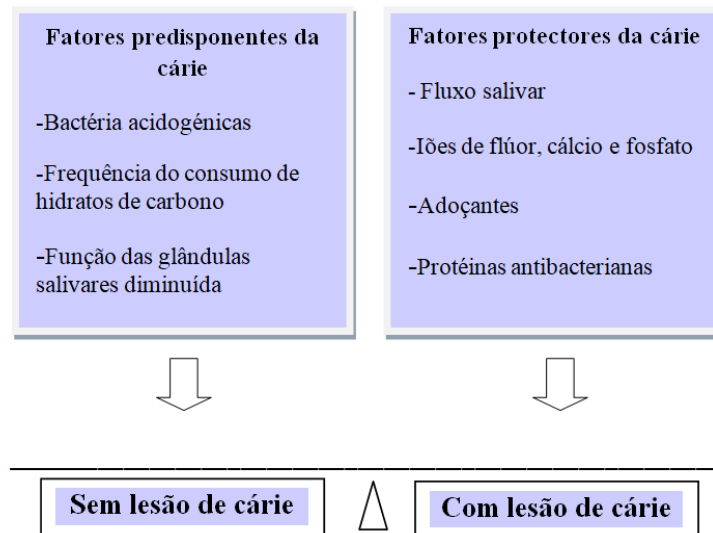 Fatores predisponentes da
cárie
-Bactéria acidogénicas
-Frequência do consumo de
hidratos de carbono
-Função das glândulas
salivares diminuída
Fatores protectores da cárie
- Fluxo salivar
-Iões de flúor, cálcio e fosfato
-Adoçantes
-Protéinas antibacterianas
Sem lesão de cárie
Com lesão de cárie